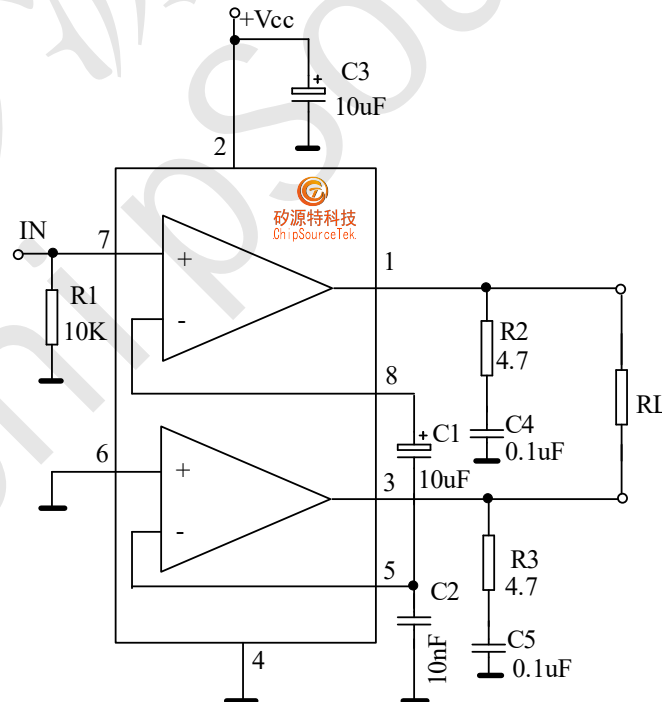 +Vcc
C3
+
10uF
2
矽源特科技
ChipSourceTek
IN
7
1
+
-
R1
10K
R2
4.7
8
C4
0.1uF
RL
+
C1
10uF
6
3
+
-
5
R3
4.7
C2
10nF
4
C5
0.1uF
ChipSou